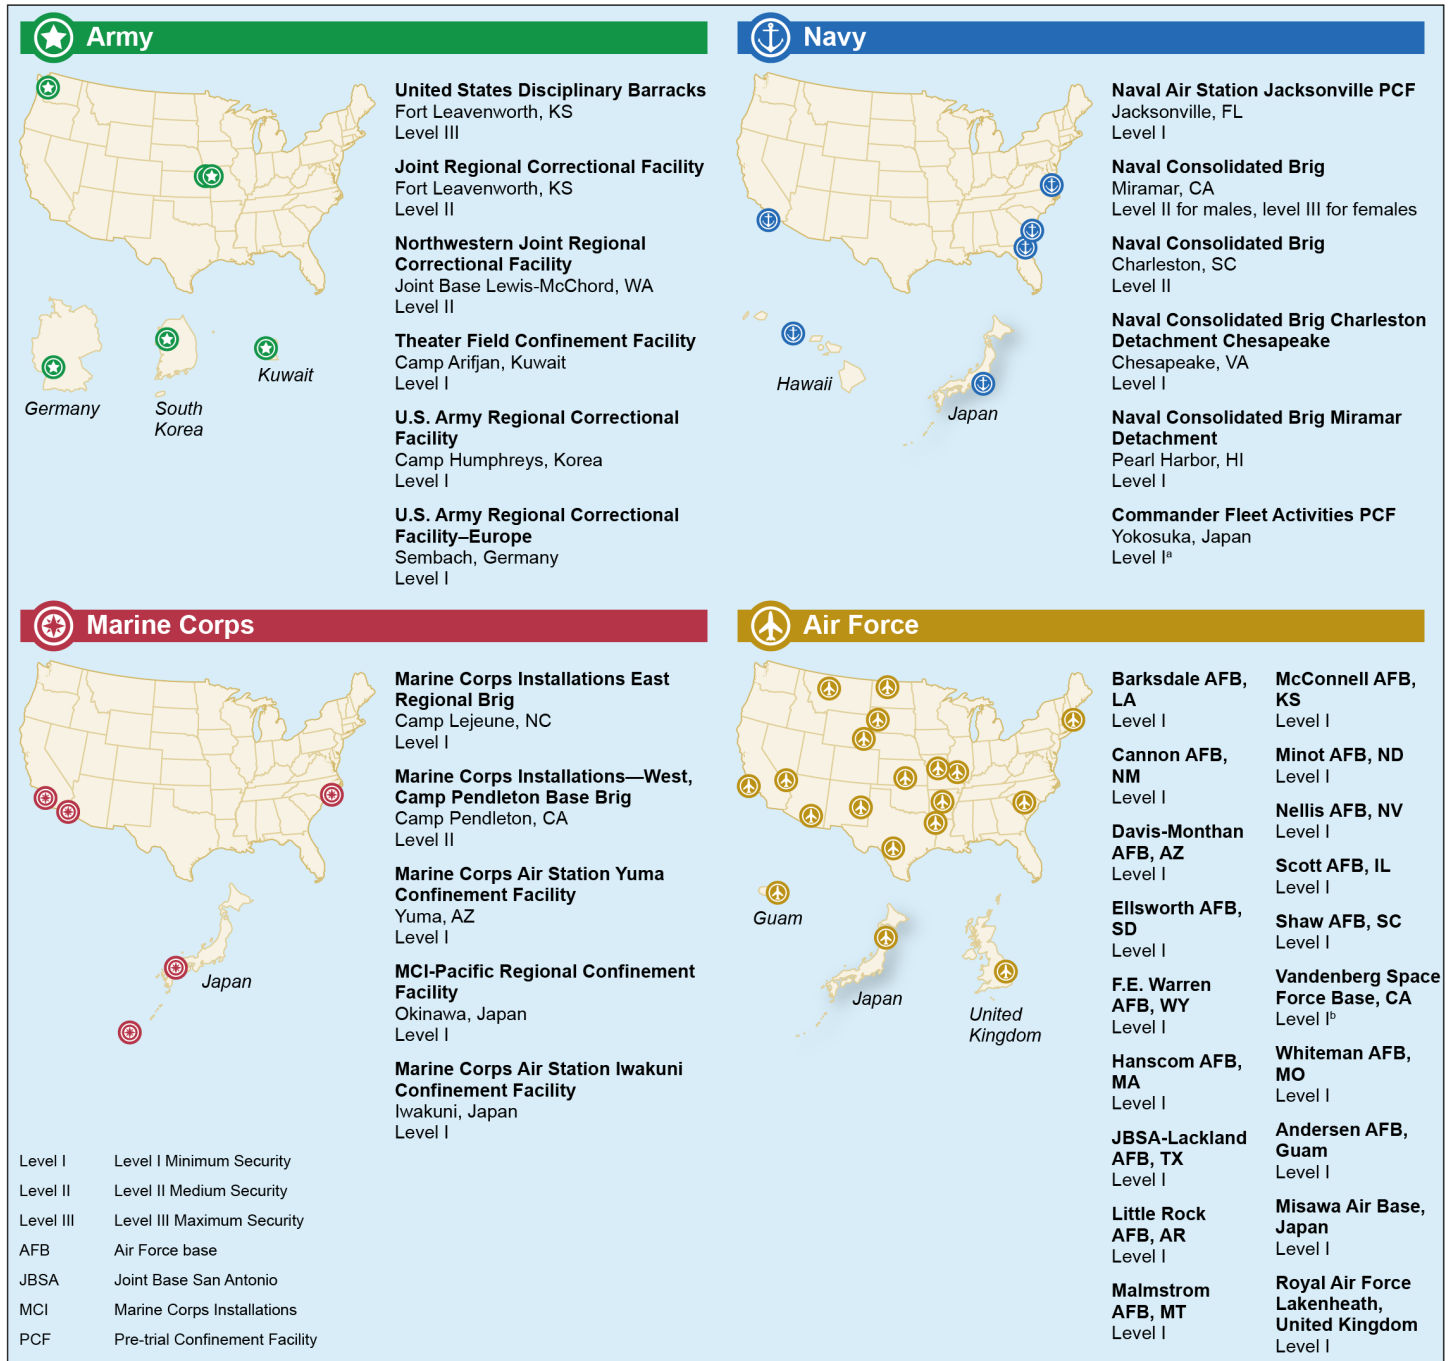 Army
United States Disciplinary Barracks
Fort Leavenworth, KS
Level III
Joint Regional Correctional Facility
Fort Leavenworth, KS
Level II
Northwestern Joint Regional
Correctional Facility
Joint Base Lewis-McChord, WA
Level II
Theater Field Confinement Facility
Camp Arifjan, Kuwait
Level I
U.S. Army Regional Correctional
Facility
Camp Humphreys, Korea
Level I
U.S. Army Regional Correctional
Facility–Europe
Sembach, Germany
Level I
Germany
South
Korea
Kuwait
Navy
Naval Air Station Jacksonville PCF
Jacksonville, FL
Level I
Naval Consolidated Brig
Miramar, CA
Level II for males, level III for females
Naval Consolidated Brig
Charleston, SC
Level II
Naval Consolidated Brig Charleston
Detachment Chesapeake
Chesapeake, VA
Level I
Naval Consolidated Brig Miramar
Detachment
Pearl Harbor, HI
Level I
Commander Fleet Activities PCF
Yokosuka, Japan
Level Iᵃ
Hawaii
Japan
Marine Corps
Marine Corps Installations East
Regional Brig
Camp Lejeune, NC
Level I
Marine Corps Installations—West,
Camp Pendleton Base Brig
Camp Pendleton, CA
Level II
Marine Corps Air Station Yuma
Confinement Facility
Yuma, AZ
Level I
MCI-Pacific Regional Confinement
Facility
Okinawa, Japan
Level I
Marine Corps Air Station Iwakuni
Confinement Facility
Iwakuni, Japan
Level I
Japan
Air Force
Barksdale AFB,
LA
Level I
Cannon AFB,
NM
Level I
Davis-Monthan
AFB, AZ
Level I
Ellsworth AFB,
SD
Level I
F.E. Warren
AFB, WY
Level I
Hanscom AFB,
MA
Level I
JBSA-Lackland
AFB, TX
Level I
Little Rock
AFB, AR
Level I
Malmstrom
AFB, MT
Level I
McConnell AFB,
KS
Level I
Minot AFB, ND
Level I
Nellis AFB, NV
Level I
Scott AFB, IL
Level I
Shaw AFB, SC
Level I
Vandenberg Space
Force Base, CA
Level Iᵇ
Whiteman AFB,
MO
Level I
Andersen AFB,
Guam
Level I
Misawa Air Base,
Japan
Level I
Royal Air Force
Lakenheath,
United Kingdom
Level I
Guam
Japan
United
Kingdom
Level I Level I Minimum Security
Level II Level II Medium Security
Level III Level III Maximum Security
AFB Air Force base
JBSA Joint Base San Antonio
MCI Marine Corps Installations
PCF Pre-trial Confinement Facility